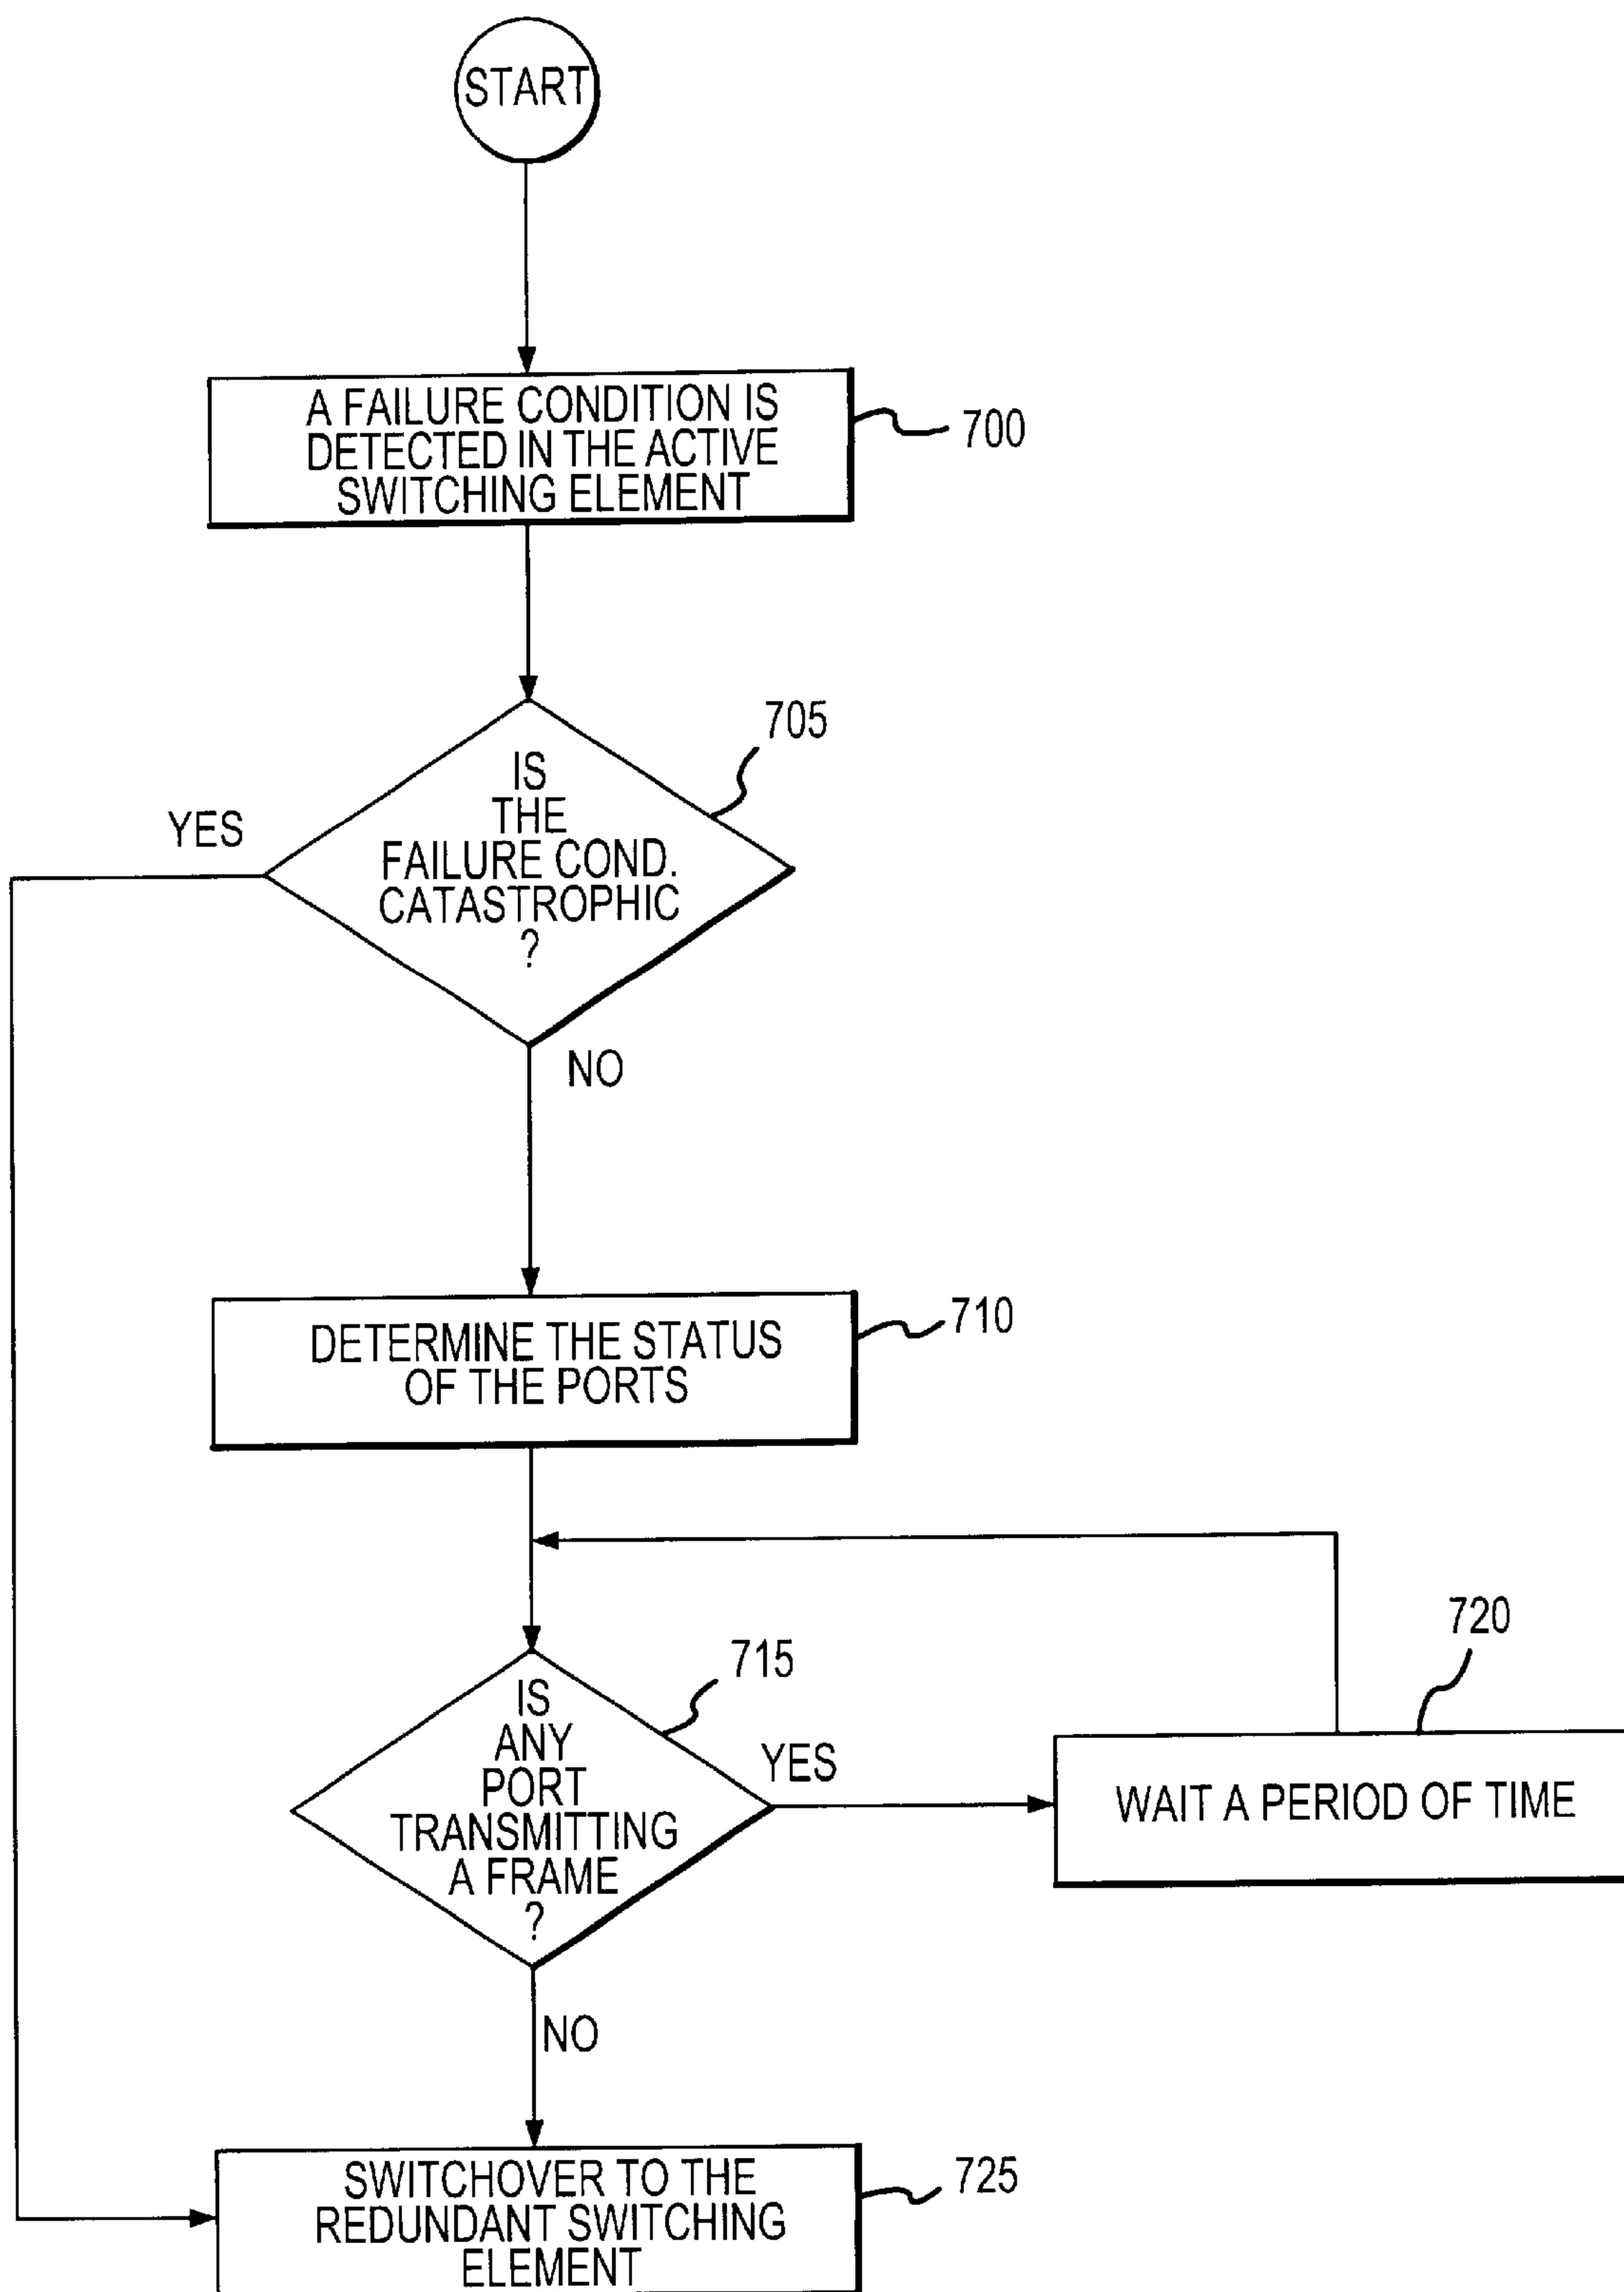 START
A FAILURE CONDITION IS
DETECTED IN THE ACTIVE
SWITCHING ELEMENT
700
705
IS
THE
FAILURE COND.
CATASTROPHIC
?
YES
NO
DETERMINE THE STATUS
OF THE PORTS
710
715
IS
ANY
PORT
TRANSMITTING
A FRAME
?
YES
720
WAIT A PERIOD OF TIME
NO
SWITCHOVER TO THE
REDUNDANT SWITCHING
ELEMENT
725